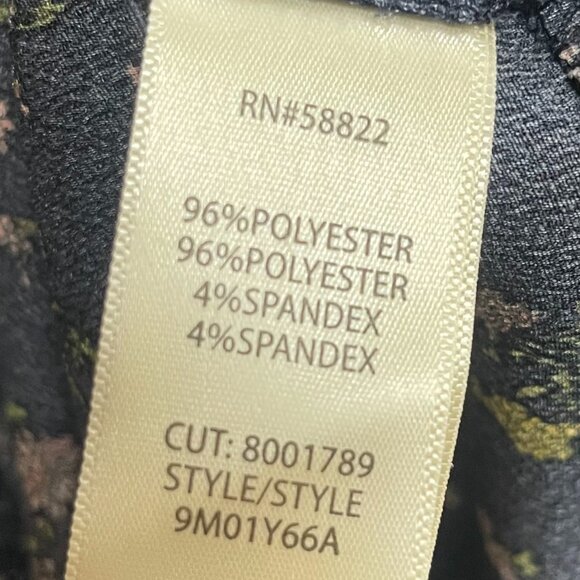 RN#58822
96%POLYESTER
96%POLYESTER
4%SPANDEX
4%SPANDEX
CUT: 8001789
STYLE/STYLE
9M01Y66A